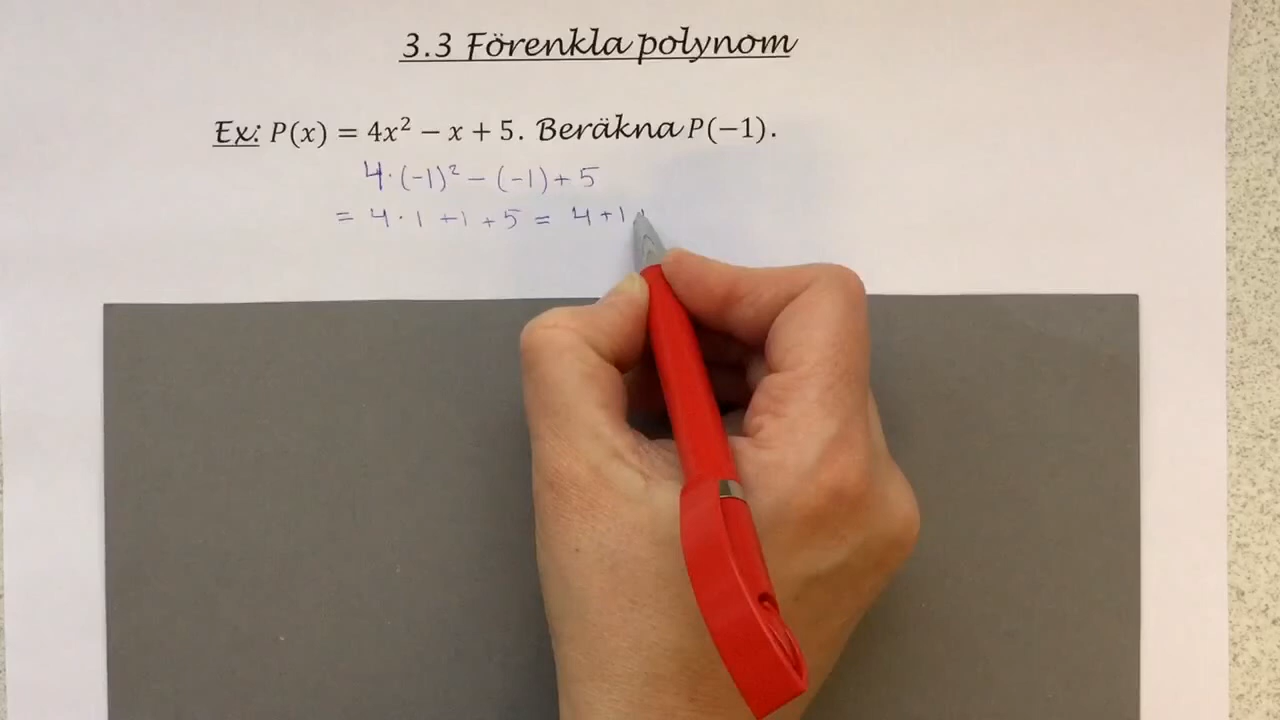 3.3 Förenkla polynom
Ex: P(x) = 4x² − x + 5. Beräkna P(−1).
4·(-1)² - (-1) + 5
= 4·1 +1 +5 = 4+1